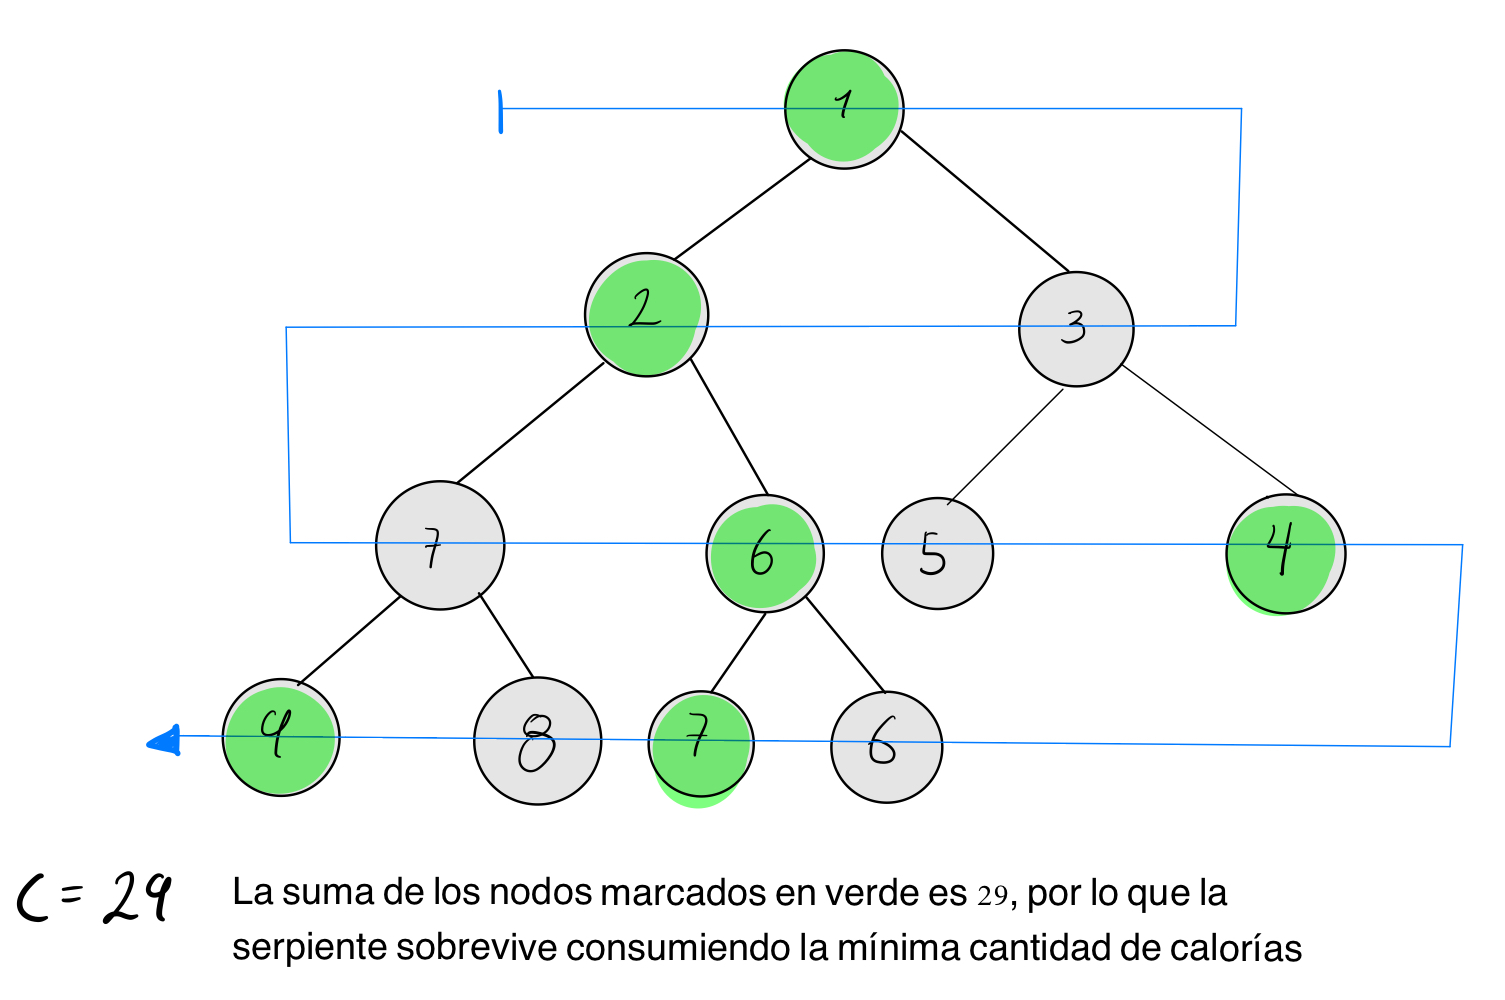 1
2 3
7 6 5 4
9 8 7 6
C = 29
La suma de los nodos marcados en verde es 29, por lo que la
serpiente sobrevive consumiendo la mínima cantidad de calorías